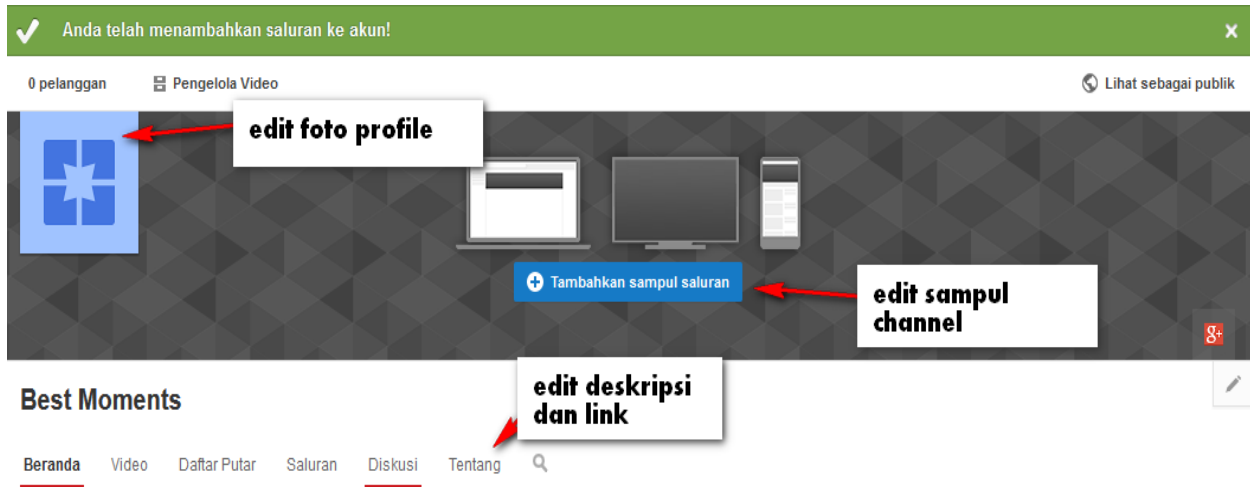 Anda telah menambahkan saluran ke akun!
0 pelanggan
Pengelola Video
Lihat sebagai publik
edit foto profile
Tambahkan sampul saluran
edit sampul
channel
g+
Best Moments
edit deskripsi
dan link
Beranda
Video
Daftar Putar
Saluran
Diskusi
Tentang